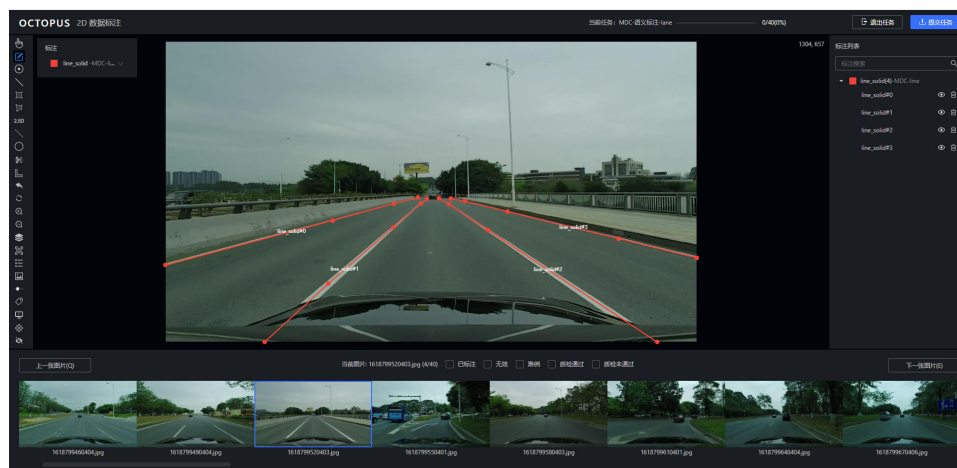 OCTOPUS 2D 数据标注
当前任务：MDC-语义标注-lane
0/40(0%)
退出任务
提交任务
标注
line_solid -MDC-li...
1304, 657
标注列表
标注搜索
line_solid(4)-MDC-line
line_solid#0
line_solid#1
line_solid#2
line_solid#3
2.5D
line_solid#0
line_solid#3
line_solid#1
line_solid#2
上一张图片(Q)
当前图片: 1618799520403.jpg (4/40)
已标注
无效
难例
质检通过
质检未通过
下一张图片(E)
1618799460404.jpg
1618799490404.jpg
1618799520403.jpg
1618799550401.jpg
1618799580403.jpg
1618799610401.jpg
1618799640404.jpg
1618799670406.jpg